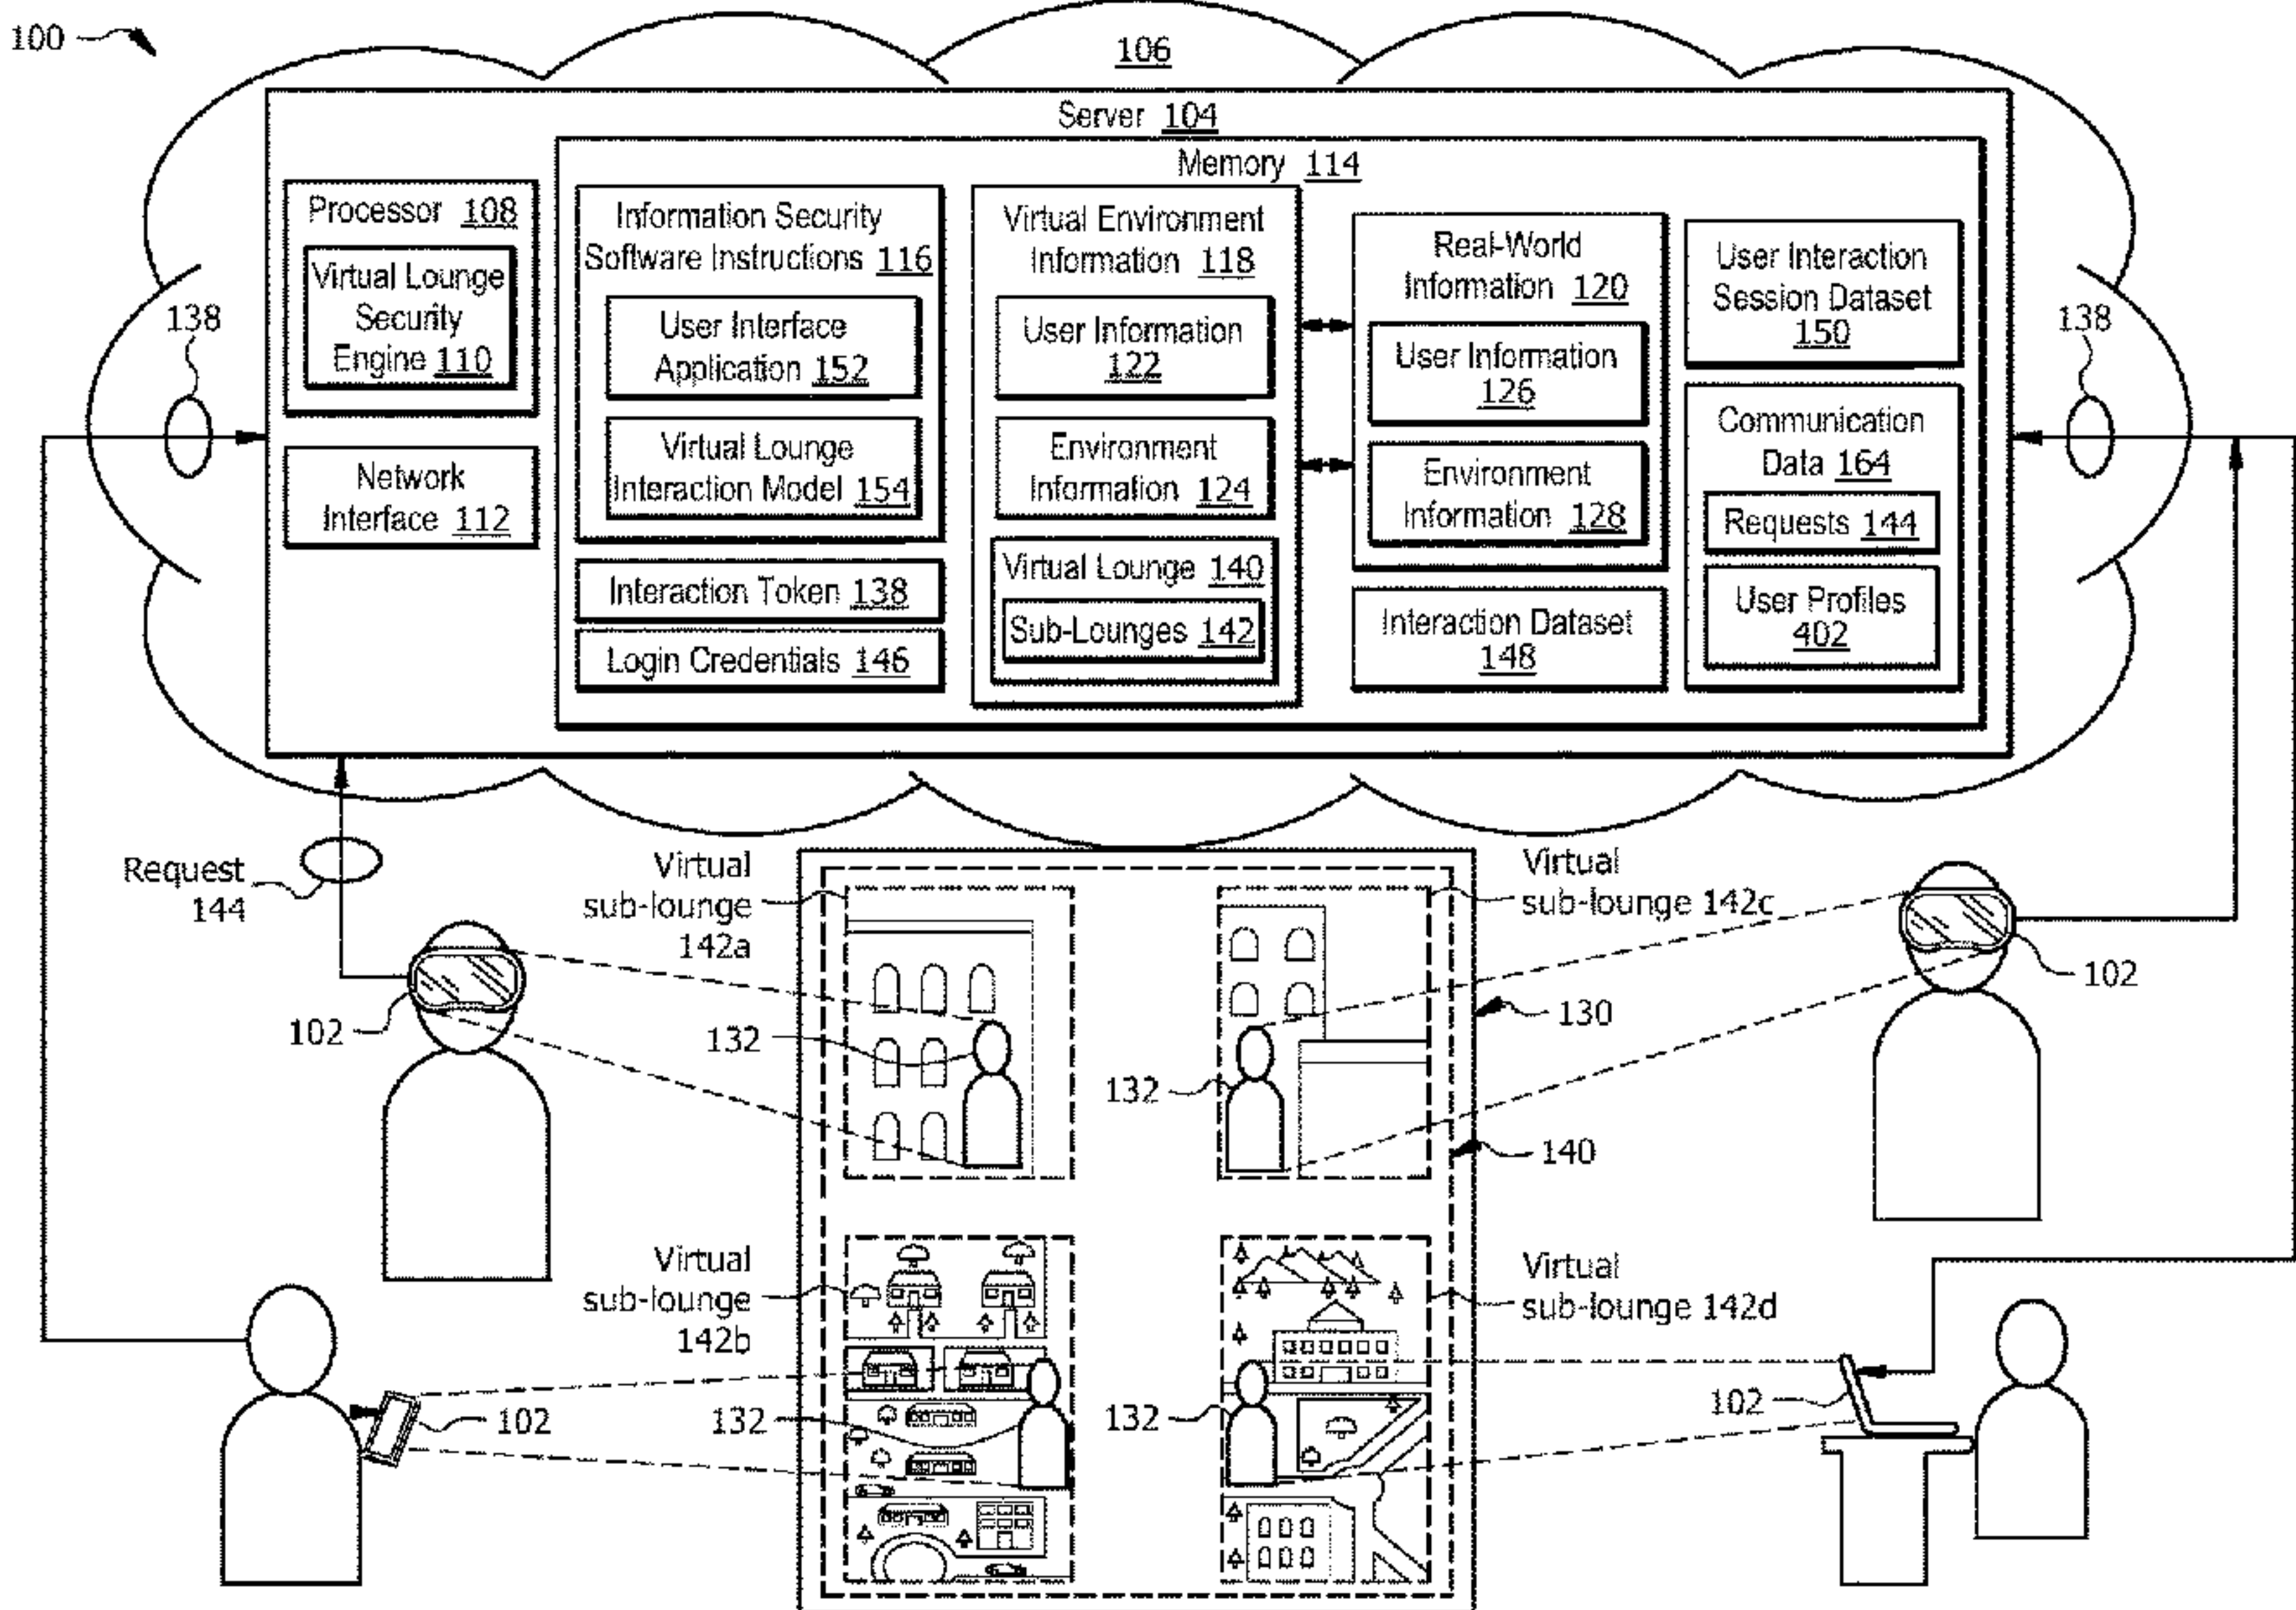 100
106
Server 104
Memory 114
Processor 108
Virtual Lounge
Security
Engine 110
Network
Interface 112
Information Security
Software Instructions 116
User Interface
Application 152
Virtual Lounge
Interaction Model 154
Interaction Token 138
Login Credentials 146
Virtual Environment
Information 118
User Information
122
Environment
Information 124
Virtual Lounge 140
Sub-Lounges 142
Real-World
Information 120
User Information
126
Environment
Information 128
Interaction Dataset
148
User Interaction
Session Dataset
150
Communication
Data 164
Requests 144
User Profiles
402
138
138
Request
144
Virtual
sub-lounge
142a
Virtual
sub-lounge 142c
102
132
132
130
102
140
Virtual
sub-lounge
142b
Virtual
sub-lounge 142d
102
132
132
102